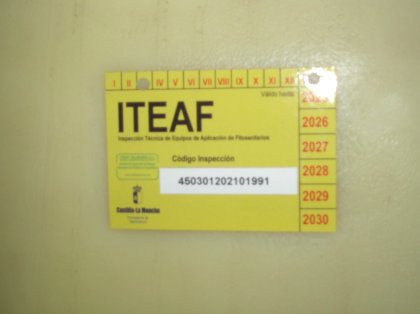 I II IV V VI VII VIII IX X XI XII
Válido hasta:
2025
ITEAF
Inspección Técnica de Equipos de Aplicación de Fitosanitarios
2026
2027
Código Inspección
2028
450301202101991
2029
Castilla-La Mancha
2030